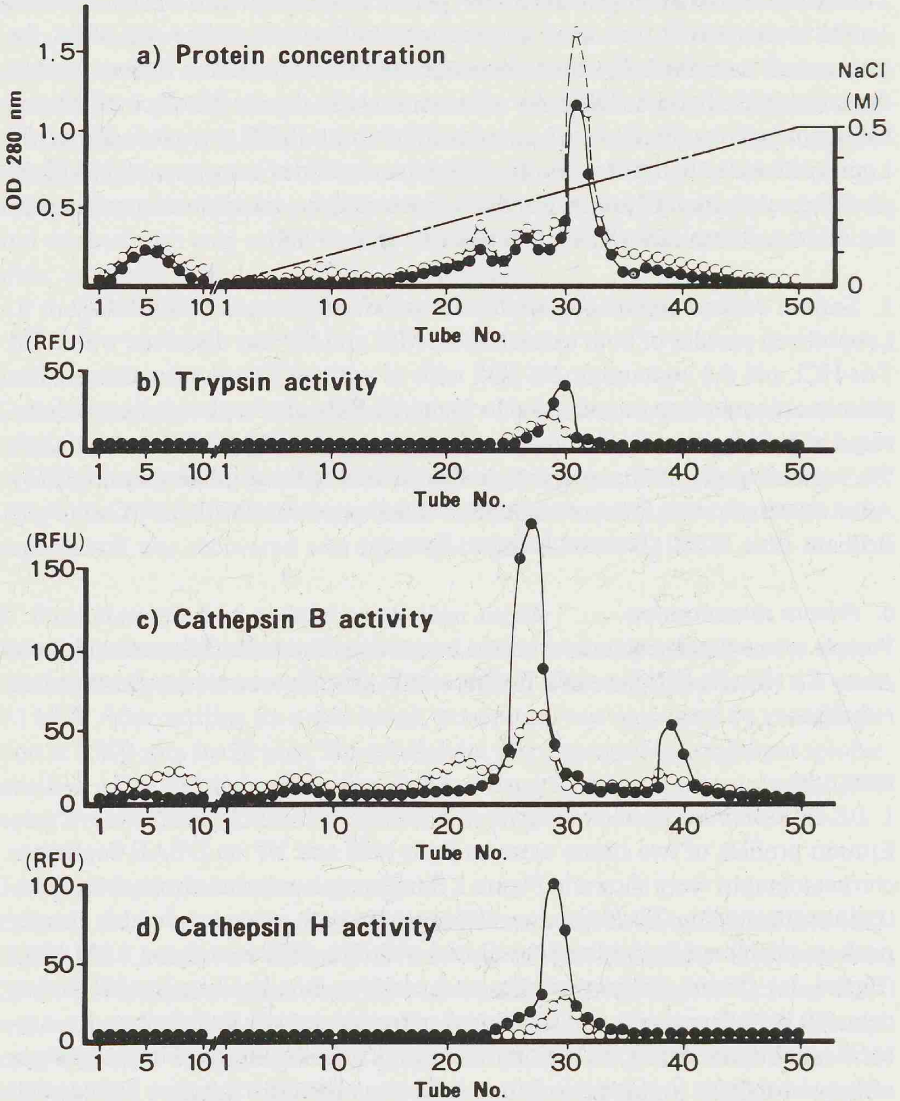 a) Protein concentration
OD 280 nm
1.5
1.0
0.5
NaCl
(M)
0.5
0
1 5 10 1 10 20 30 40 50
Tube No.
(RFU)
b) Trypsin activity
50
0
1 5 10 1 10 20 30 40 50
Tube No.
(RFU)
c) Cathepsin B activity
150
100
50
0
1 5 10 1 10 20 30 40 50
Tube No.
(RFU)
d) Cathepsin H activity
100
50
0
1 5 10 1 10 20 30 40 50
Tube No.